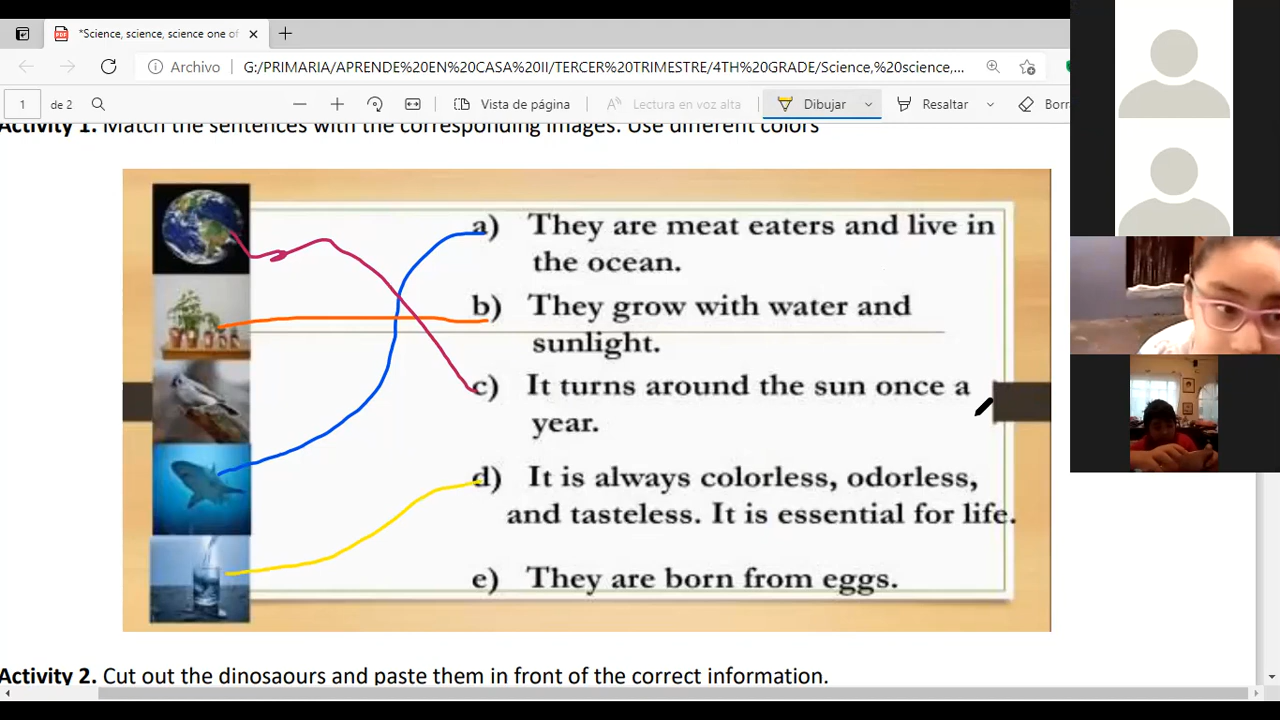 *Science, science, science one of
Archivo G:/PRIMARIA/APRENDE%20EN%20CASA%20II/TERCER%20TRIMESTRE/4TH%20GRADE/Science,%20science,...
1 de 2 Vista de página Lectura en voz alta Dibujar Resaltar Borr
Activity 1. Match the sentences with the corresponding images. Use different colors
a) They are meat eaters and live in
the ocean.
b) They grow with water and
sunlight.
c) It turns around the sun once a
year.
d) It is always colorless, odorless,
and tasteless. It is essential for life.
e) They are born from eggs.
Activity 2. Cut out the dinosaours and paste them in front of the correct information.